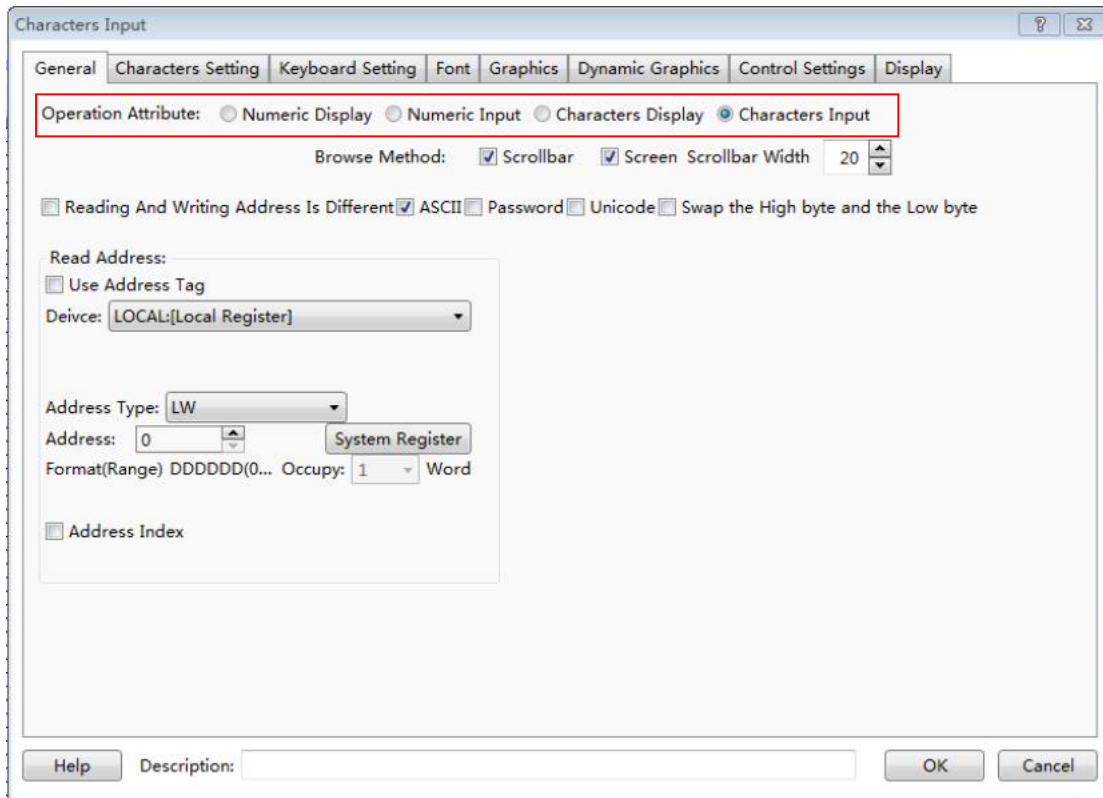 Characters Input
General Characters Setting Keyboard Setting Font Graphics Dynamic Graphics Control Settings Display
Operation Attribute: Numeric Display Numeric Input Characters Display Characters Input
Browse Method: Scrollbar Screen Scrollbar Width 20
Reading And Writing Address Is Different ASCII Password Unicode Swap the High byte and the Low byte
Read Address:
Use Address Tag
Deivce: LOCAL:[Local Register]
Address Type: LW
Address: 0 System Register
Format(Range) DDDDDD(0... Occupy: 1 Word
Address Index
Help Description: OK Cancel